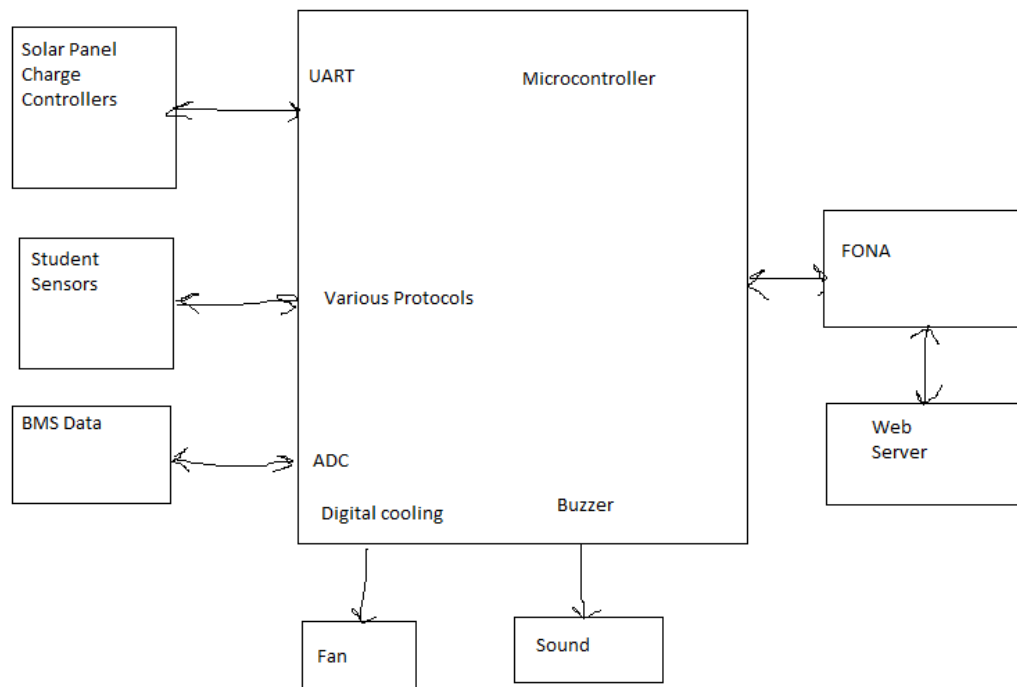 Solar Panel
Charge
Controllers
UART
Microcontroller
Student
Sensors
Various Protocols
FONA
BMS Data
ADC
Web
Server
Digital cooling
Buzzer
Fan
Sound